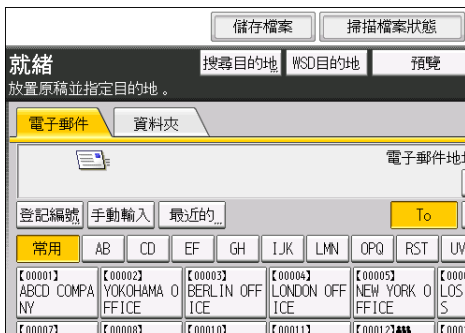 儲存檔案 掃描檔案狀態
就緒 搜尋目的地 WSD目的地 預覽
放置原稿並指定目的地。
電子郵件 資料夾
電子郵件地
登記編號 手動輸入 最近的 To
常用 AB CD EF GH IJK LMN OPQ RST UV
【00001】 【00002】 【00003】 【00004】 【00005】
ABCD COMPA YOKOHAMA O BERLIN OFF LONDON OFF NEW YORK O LOS
NY FFICE ICE ICE FFICE S
【00007】 【00008】 【00010】 【00011】 【00012】